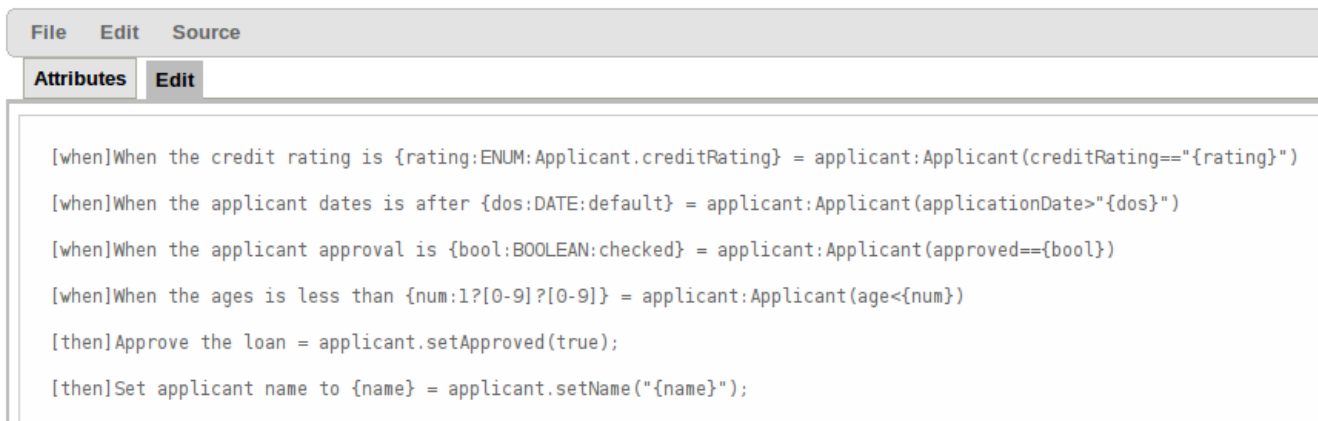 File Edit Source
Attributes Edit
[when]When the credit rating is {rating:ENUM:Applicant.creditRating} = applicant:Applicant(creditRating=="{rating}")
[when]When the applicant dates is after {dos:DATE:default} = applicant:Applicant(applicationDate>"{dos}")
[when]When the applicant approval is {bool:BOOLEAN:checked} = applicant:Applicant(approved=={bool})
[when]When the ages is less than {num:1?[0-9]?[0-9]} = applicant:Applicant(age<{num})
[then]Approve the loan = applicant.setApproved(true);
[then]Set applicant name to {name} = applicant.setName("{name}");